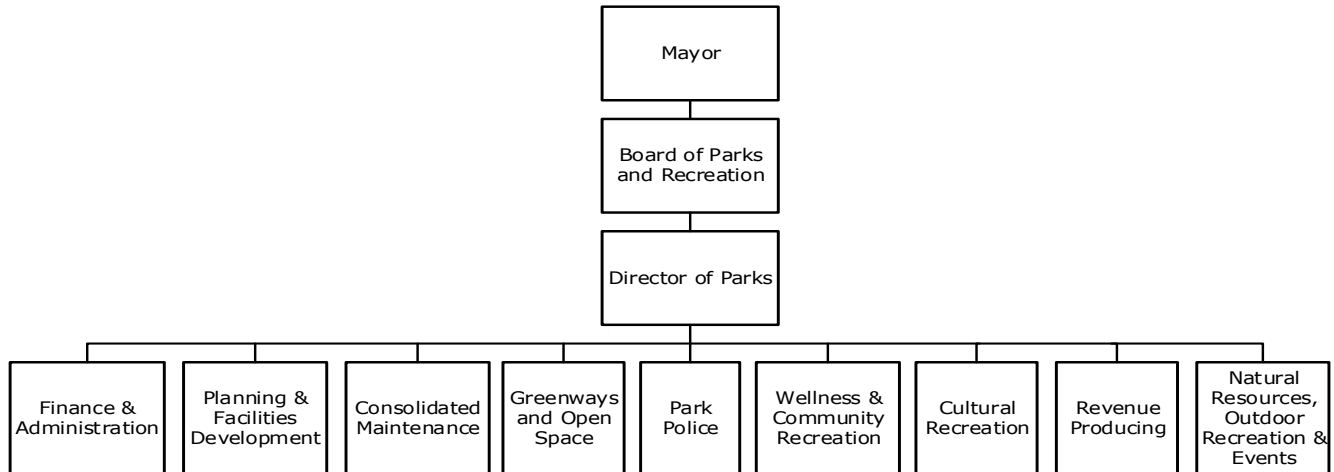 Mayor
Board of Parks
and Recreation
Director of Parks
Finance &
Administration
Planning &
Facilities
Development
Consolidated
Maintenance
Greenways
and Open
Space
Park
Police
Wellness &
Community
Recreation
Cultural
Recreation
Revenue
Producing
Natural
Resources,
Outdoor
Recreation &
Events